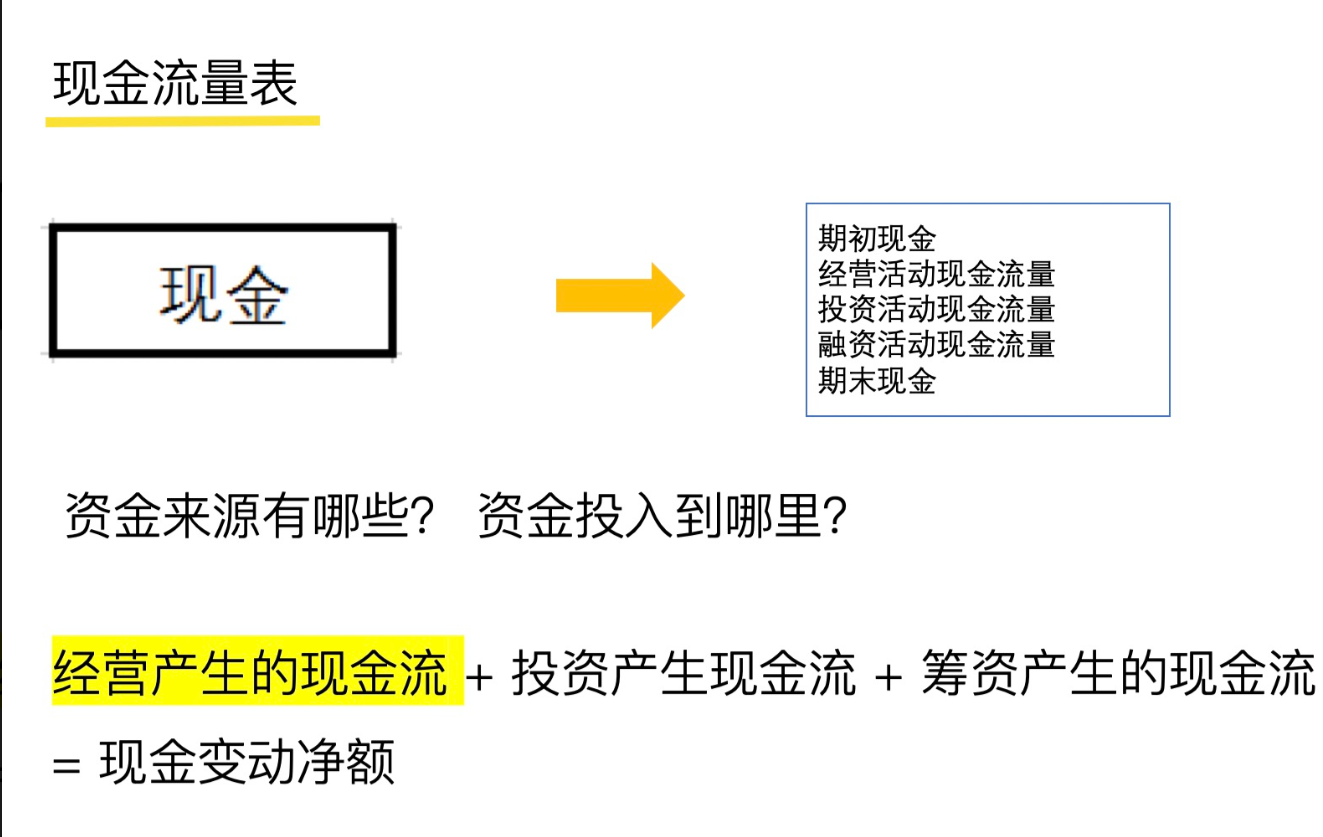 现金流量表
现金
期初现金
经营活动现金流量
投资活动现金流量
融资活动现金流量
期末现金
资金来源有哪些？ 资金投入到哪里？
经营产生的现金流 + 投资产生现金流 + 筹资产生的现金流
= 现金变动净额